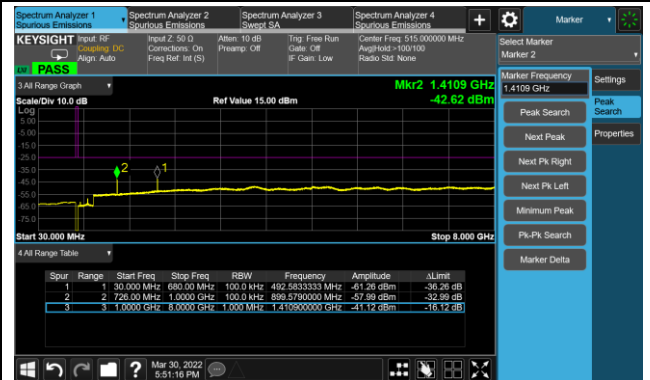 Spectrum Analyzer 1
Spurious Emissions
Spectrum Analyzer 2
Spurious Emissions
Spectrum Analyzer 3
Swept SA
Spectrum Analyzer 4
Spurious Emissions
+
Marker
KEYSIGHT
Input: RF
Coupling: DC
Align: Auto
Input Z: 50 Ω
Corrections: On
Freq Ref: Int (S)
Atten: 10 dB
Preamp: Off
Trig: Free Run
Gate: Off
IF Gain: Low
Center Freq: 515.000000 MHz
Avg|Hold:>100/100
Radio Std: None
PASS
Select Marker
Marker 2
3 All Range Graph
Mkr2 1.4109 GHz
-42.62 dBm
Scale/Div 10.0 dB
Ref Value 15.00 dBm
Log
5.00
-5.00
-15.0
-25.0
-35.0
-45.0
-55.0
-65.0
-75.0
2
1
Start 30.000 MHz
Stop 8.000 GHz
Marker Frequency
1.4109 GHz
Settings
Peak Search
Peak Search
Next Peak
Properties
Next Pk Right
Next Pk Left
Minimum Peak
Pk-Pk Search
Marker Delta
4 All Range Table
Spur Range Start Freq Stop Freq RBW Frequency Amplitude ΔLimit
1 1 30.000 MHz 680.00 MHz 100.0 kHz 492.5833333 MHz -61.26 dBm -36.26 dB
2 2 726.00 MHz 1.0000 GHz 100.0 kHz 899.5790000 MHz -57.99 dBm -32.99 dB
3 3 1.0000 GHz 8.0000 GHz 1.000 MHz 1.410900000 GHz -41.12 dBm -16.12 dB
?
Mar 30, 2022
5:51:16 PM